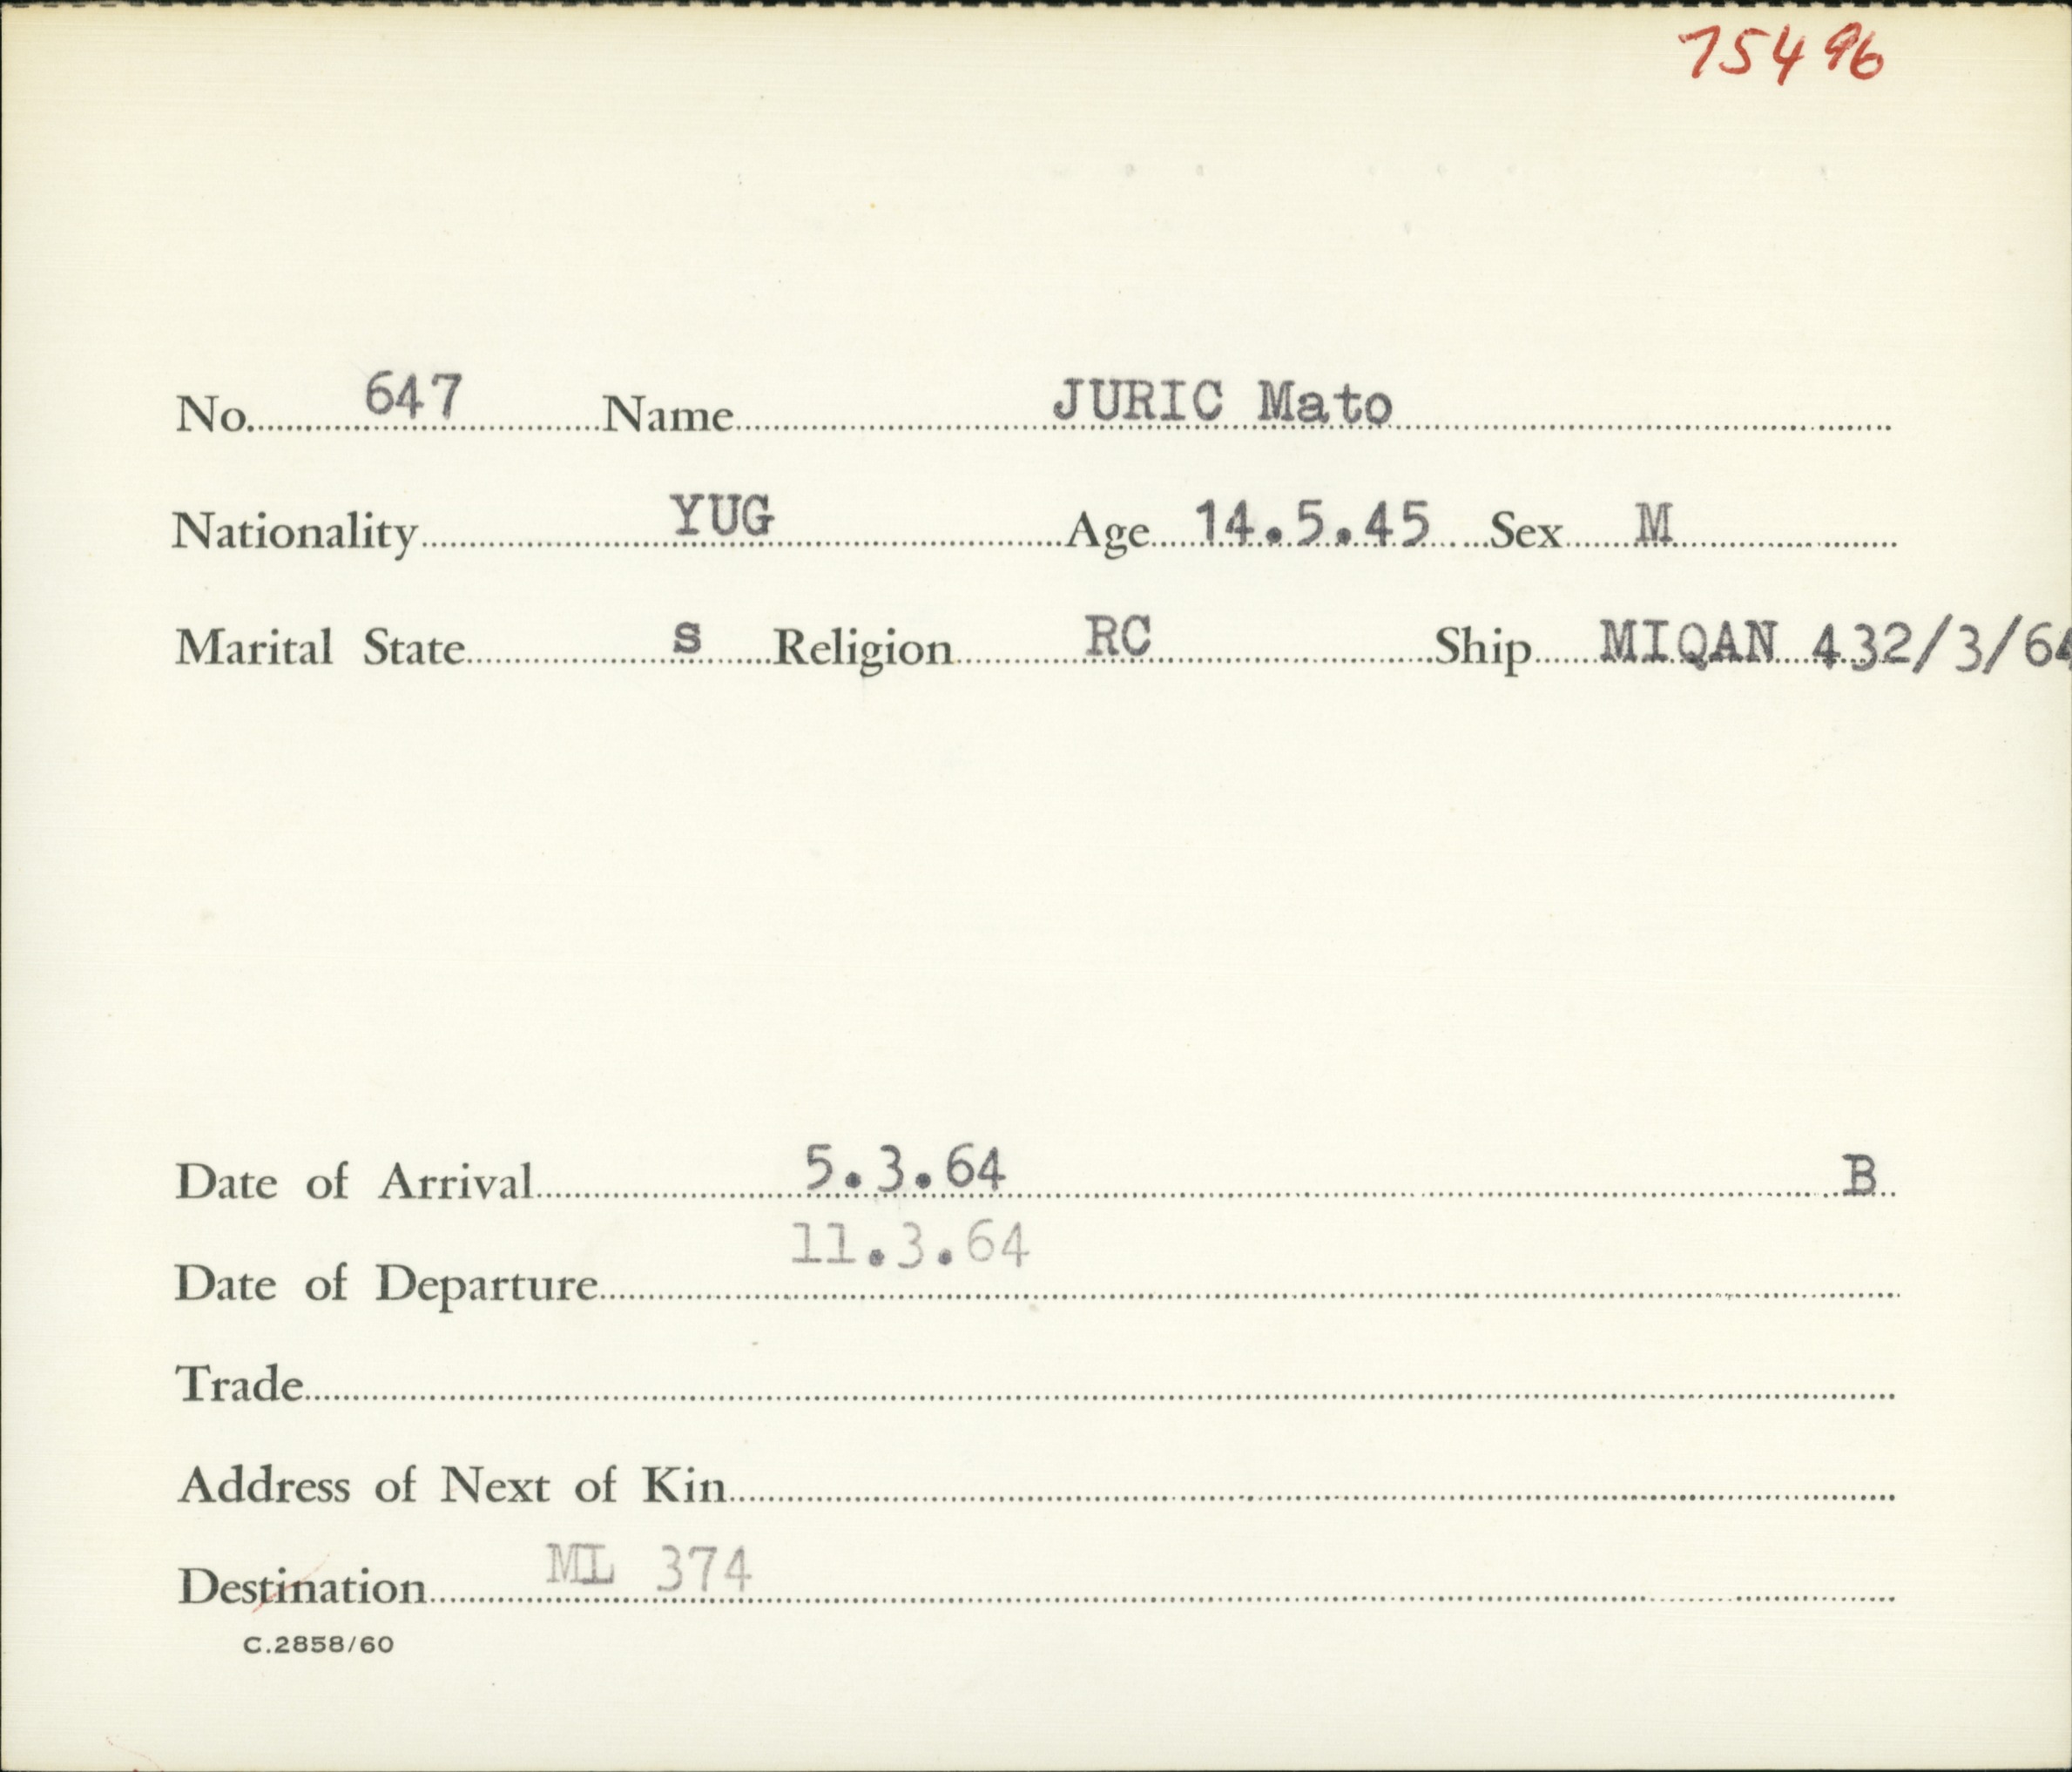 75496
No. 647 Name JURIC Mato
Nationality YUG Age 14.5.45 Sex M
Marital State S Religion RC Ship MIQAN 432/3/64
Date of Arrival 5.3.64 B
Date of Departure 11.3.64
Trade
Address of Next of Kin
Destination ML 374
C.2858/60